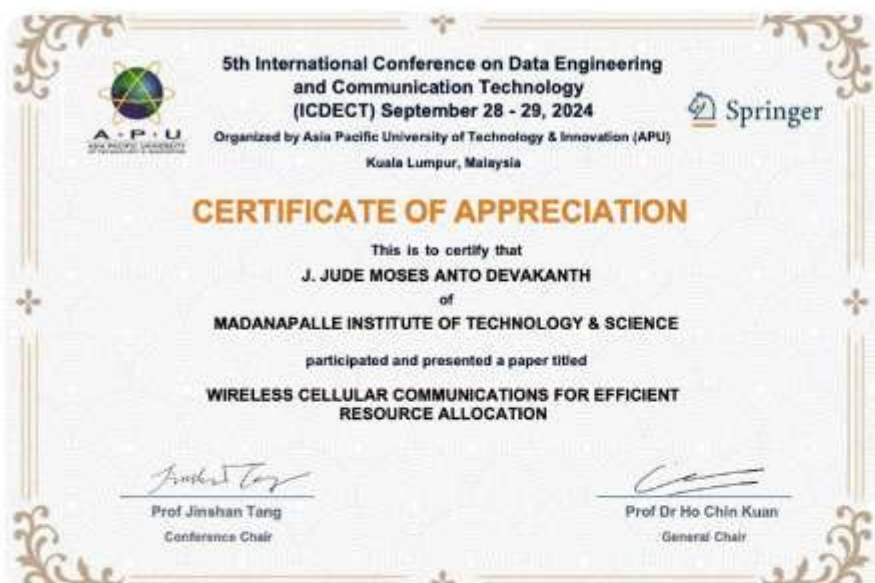 5th International Conference on Data Engineering
and Communication Technology
(ICDECT) September 28 - 29, 2024
Organized by Asia Pacific University of Technology & Innovation (APU)
Kuala Lumpur, Malaysia
A · P · U
ASIA PACIFIC UNIVERSITY
Springer
CERTIFICATE OF APPRECIATION
This is to certify that
J. JUDE MOSES ANTO DEVAKANTH
of
MADANAPALLE INSTITUTE OF TECHNOLOGY & SCIENCE
participated and presented a paper titled
WIRELESS CELLULAR COMMUNICATIONS FOR EFFICIENT
RESOURCE ALLOCATION
Prof Jinshan Tang
Conference Chair
Prof Dr Ho Chin Kuan
General Chair